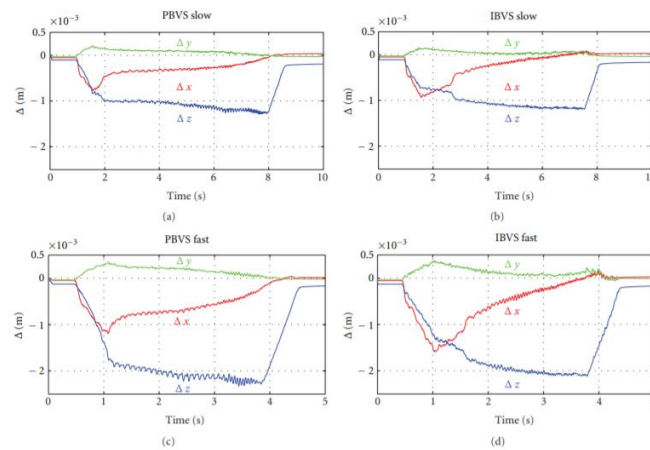 PBVS slow
×10⁻³
0.5
0
−1
−2
Δ (m)
Δ y
Δ x
Δ z
0 2 4 6 8 10
Time (s)
(a)
IBVS slow
×10⁻³
0.5
0
−1
−2
Δ (m)
Δ y
Δ x
Δ z
0 2 4 6 8
Time (s)
(b)
PBVS fast
×10⁻³
0.5
0
−1
−2
Δ (m)
Δ y
Δ x
Δ z
0 1 2 3 4 5
Time (s)
(c)
IBVS fast
×10⁻³
0.5
0
−1
−2
Δ (m)
Δ y
Δ x
Δ z
0 1 2 3 4
Time (s)
(d)